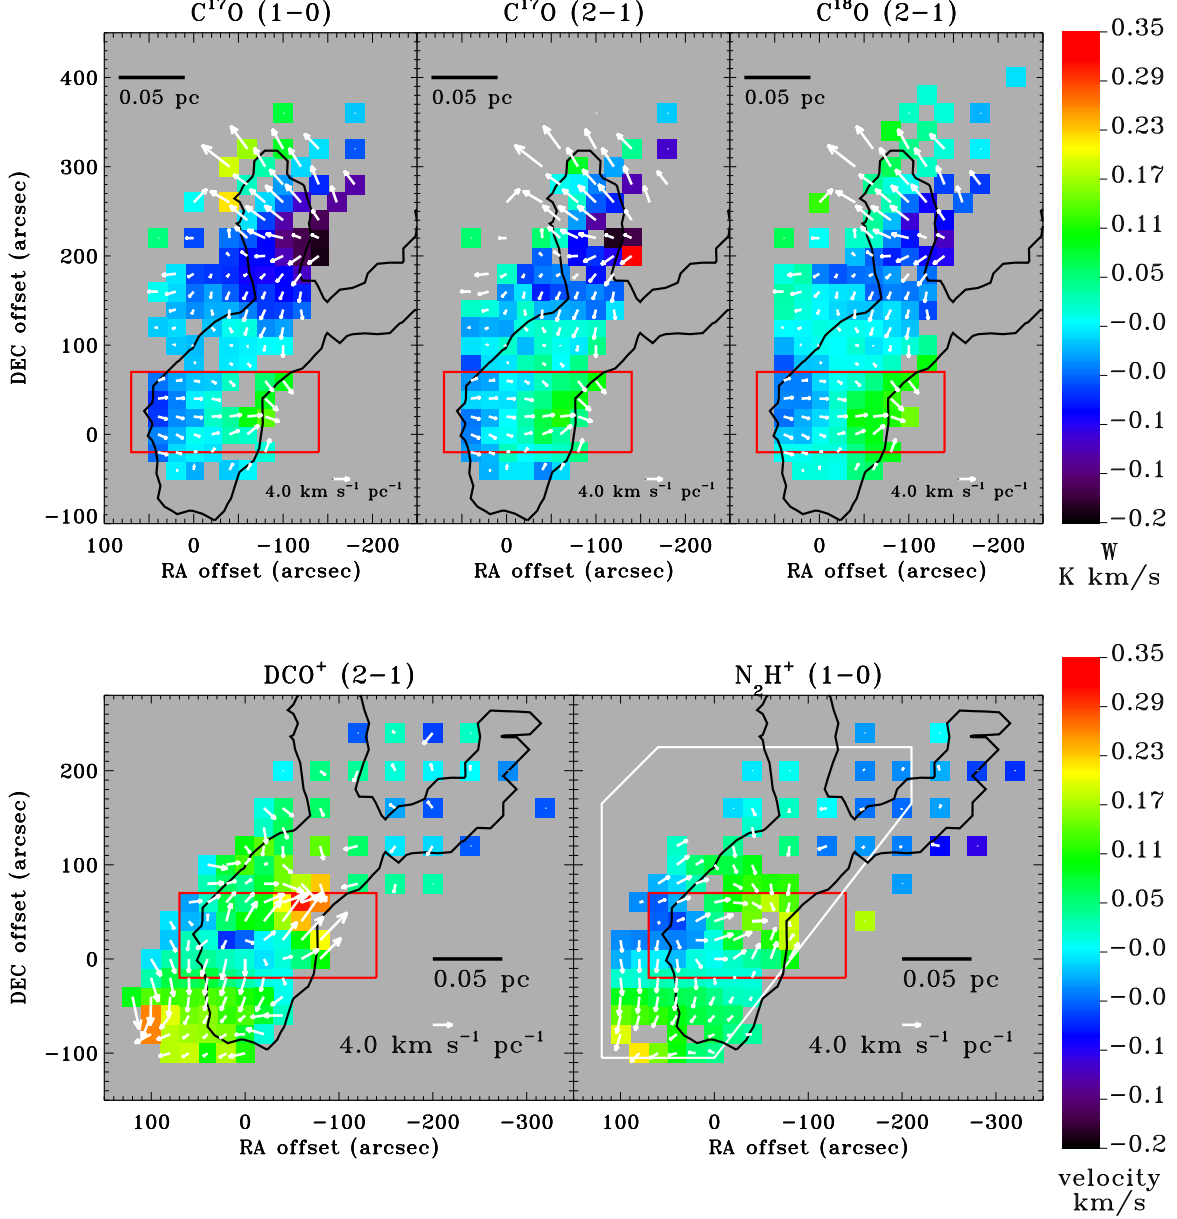 C¹⁷O (1−0) C¹⁷O (2−1) C¹⁸O (2−1)
0.35
400 0.05 pc 0.05 pc 0.05 pc 0.29
0.23
300 0.17
0.11
200 0.05
−0.0
100 −0.0
−0.1
0
−0.1
4.0 km s⁻¹ pc⁻¹ 4.0 km s⁻¹ pc⁻¹ 4.0 km s⁻¹ pc⁻¹
−100 −0.2
DEC offset (arcsec)
100 0 −100 −200 0 −100 −200 0 −100 −200
RA offset (arcsec) RA offset (arcsec) RA offset (arcsec)
W
K km/s
DCO⁺ (2−1) N₂H⁺ (1−0)
0.35
0.29
200 0.23
0.17
100 0.11
0.05
0 −0.0
0.05 pc 0.05 pc
−0.0
4.0 km s⁻¹ pc⁻¹ 4.0 km s⁻¹ pc⁻¹
−100 −0.1
−0.1
−0.2
DEC offset (arcsec)
100 0 −100 −200 −300 100 0 −100 −200 −300
RA offset (arcsec) RA offset (arcsec)
velocity
km/s